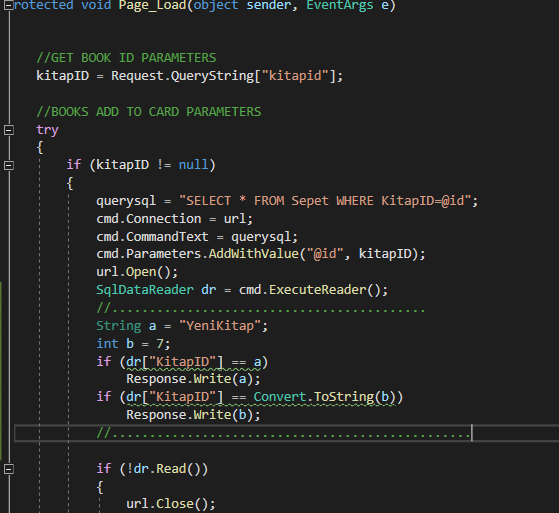 rotected void Page_Load(object sender, EventArgs e)
//GET BOOK ID PARAMETERS
kitapID = Request.QueryString["kitapid"];
//BOOKS ADD TO CARD PARAMETERS
try
{
if (kitapID != null)
{
querysql = "SELECT * FROM Sepet WHERE KitapID=@id";
cmd.Connection = url;
cmd.CommandText = querysql;
cmd.Parameters.AddWithValue("@id", kitapID);
url.Open();
SqlDataReader dr = cmd.ExecuteReader();
//..........................................
String a = "YeniKitap";
int b = 7;
if (dr["KitapID"] == a)
Response.Write(a);
if (dr["KitapID"] == Convert.ToString(b))
Response.Write(b);
//................................................
if (!dr.Read())
{
url.Close();